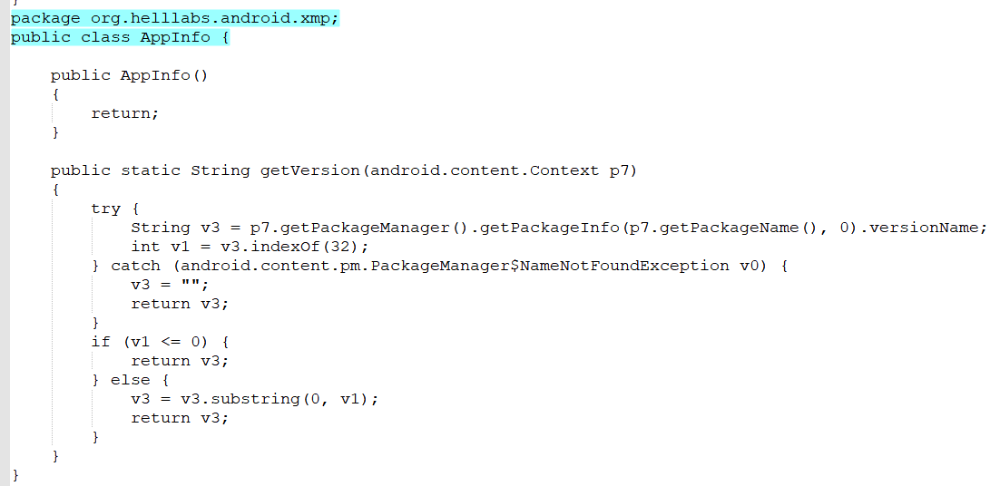 }
package org.helllabs.android.xmp;
public class AppInfo {
    public AppInfo()
    {
        return;
    }
    public static String getVersion(android.content.Context p7)
    {
        try {
            String v3 = p7.getPackageManager().getPackageInfo(p7.getPackageName(), 0).versionName;
            int v1 = v3.indexOf(32);
        } catch (android.content.pm.PackageManager$NameNotFoundException v0) {
            v3 = "";
            return v3;
        }
        if (v1 <= 0) {
            return v3;
        } else {
            v3 = v3.substring(0, v1);
            return v3;
        }
    }
}